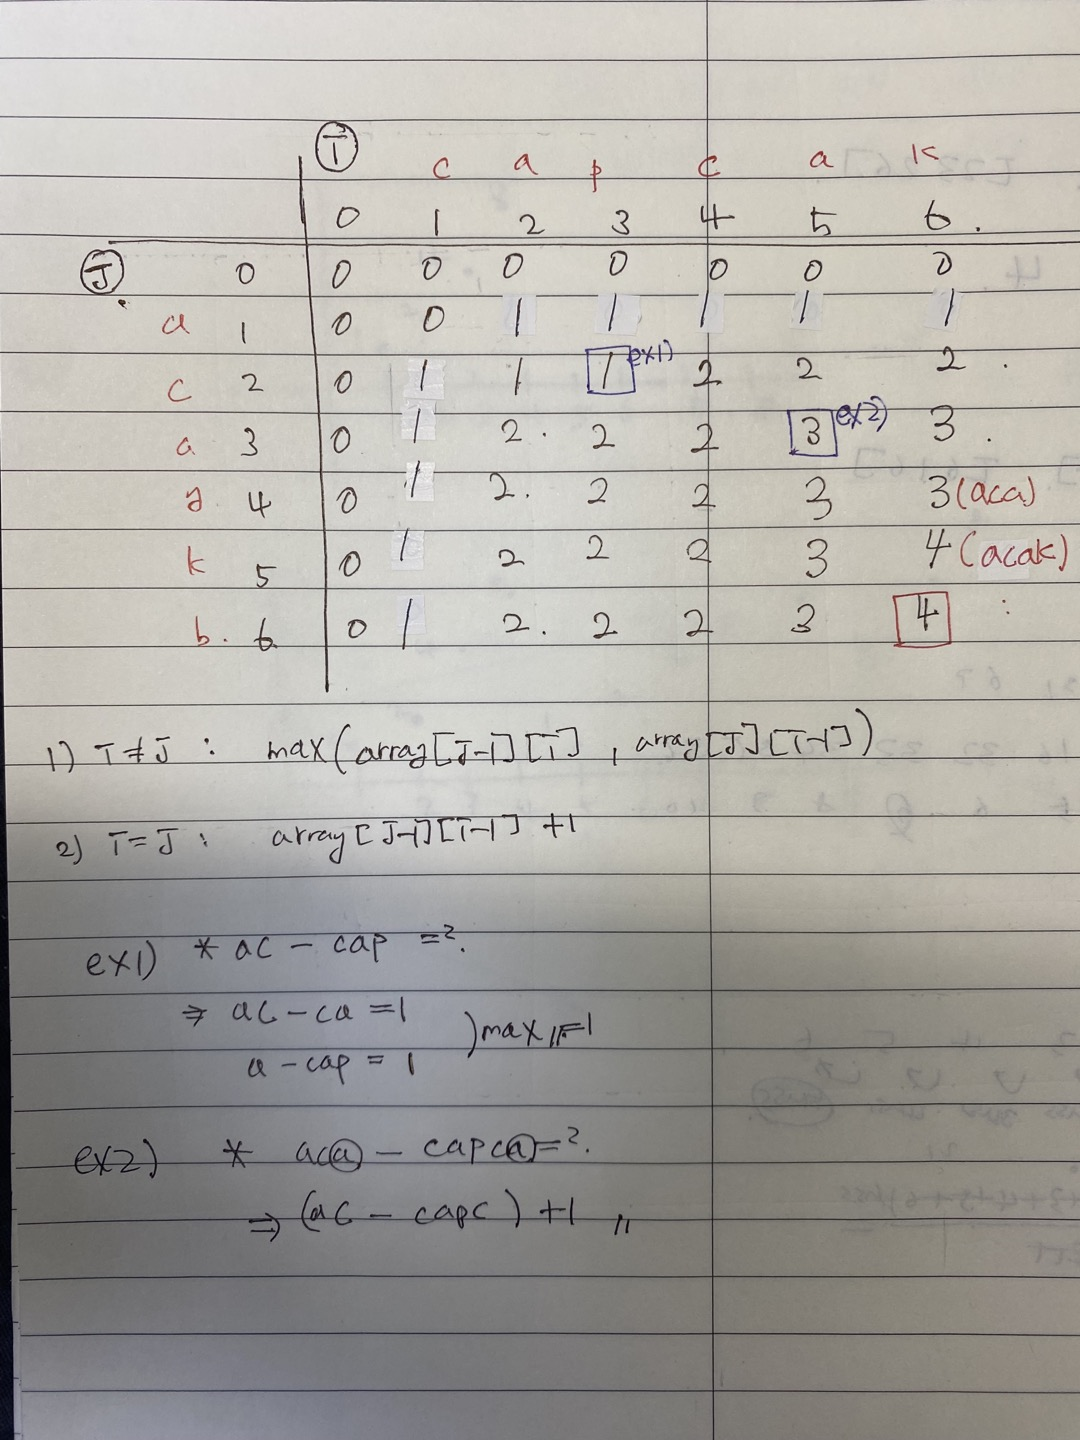 T
c a p c a k
0 1 2 3 4 5 6.
J 0 0 0 0 0 0 0 0
a 1 0 0 1 1 1 1 1
c 2 0 1 1 1 ex1) 2 2 2
a 3 0 1 2 2 2 3 ex2) 3
4 0 1 2 2 2 3 3 (aca)
k 5 0 1 2 2 2 3 4 (acak)
b. 6 0 1 2 2 2 3 4
1) T≠J : max(array[J-1][T] , array[J][T-1])
2) T=J : array[J-1][T-1] +1
ex1) * ac - cap =?.
⇒ ac - ca = 1
a - cap = 1 ) max = 1
ex2) * aca - capca=?.
⇒ (ac - capc) +1 〃